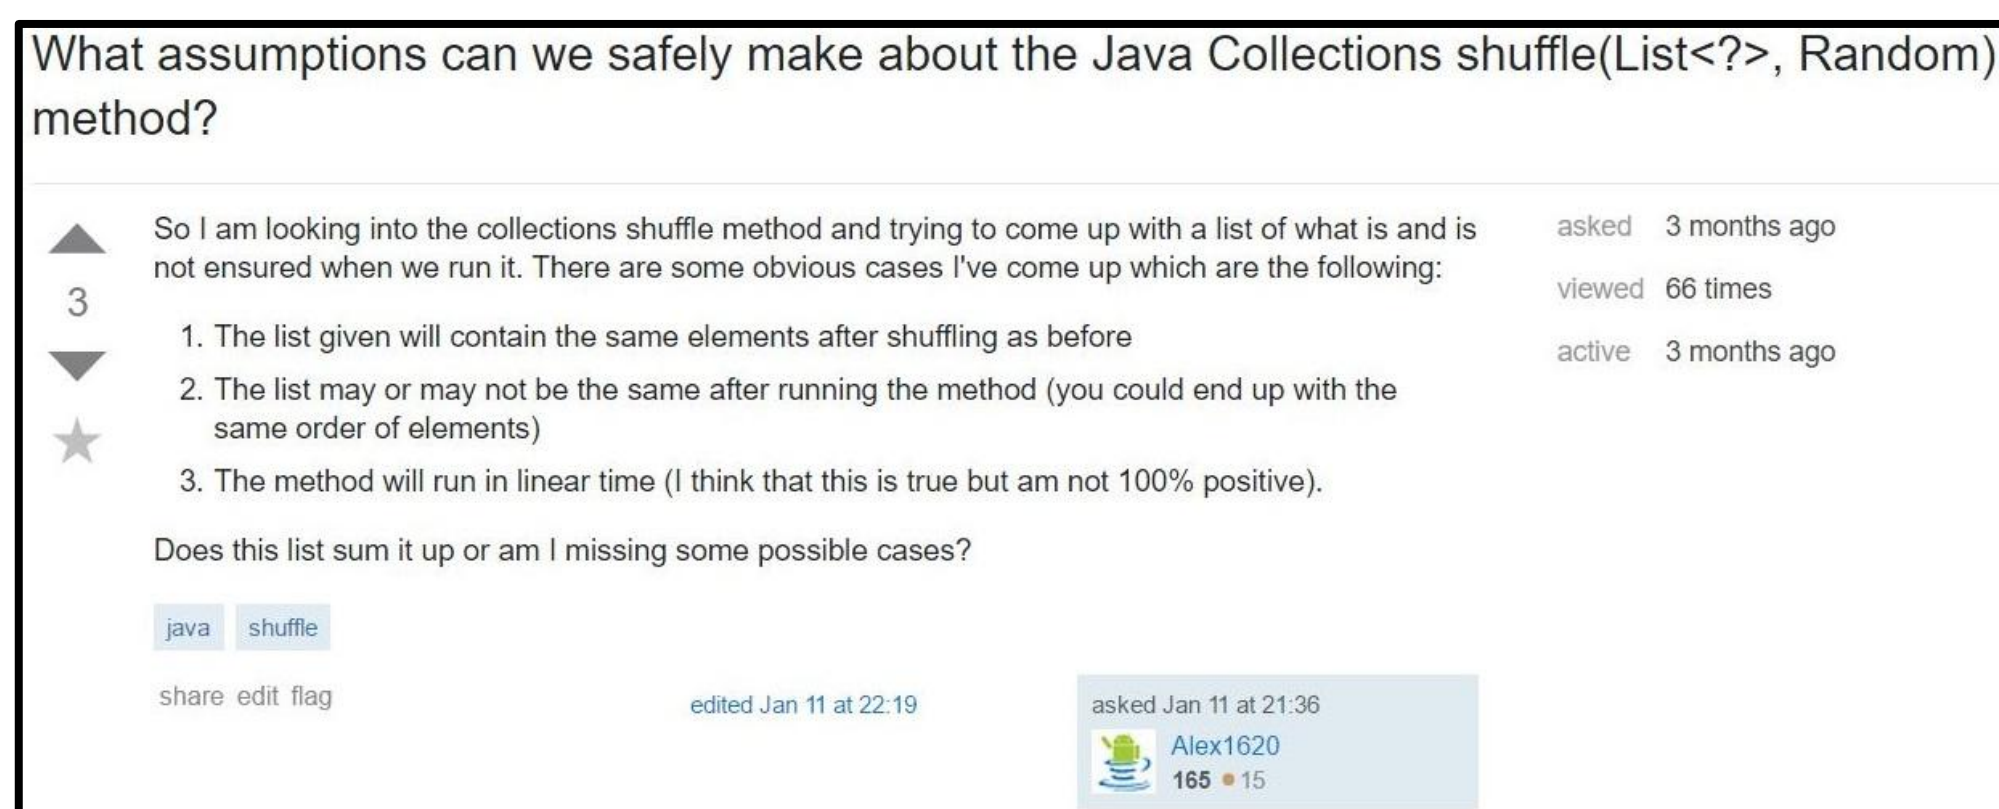 What assumptions can we safely make about the Java Collections shuffle(List<?>, Random)
method?
So I am looking into the collections shuffle method and trying to come up with a list of what is and is
not ensured when we run it. There are some obvious cases I've come up which are the following:
1. The list given will contain the same elements after shuffling as before
2. The list may or may not be the same after running the method (you could end up with the
same order of elements)
3. The method will run in linear time (I think that this is true but am not 100% positive).
Does this list sum it up or am I missing some possible cases?
3
asked 3 months ago
viewed 66 times
active 3 months ago
java shuffle
share edit flag
edited Jan 11 at 22:19
asked Jan 11 at 21:36
Alex1620
165 15